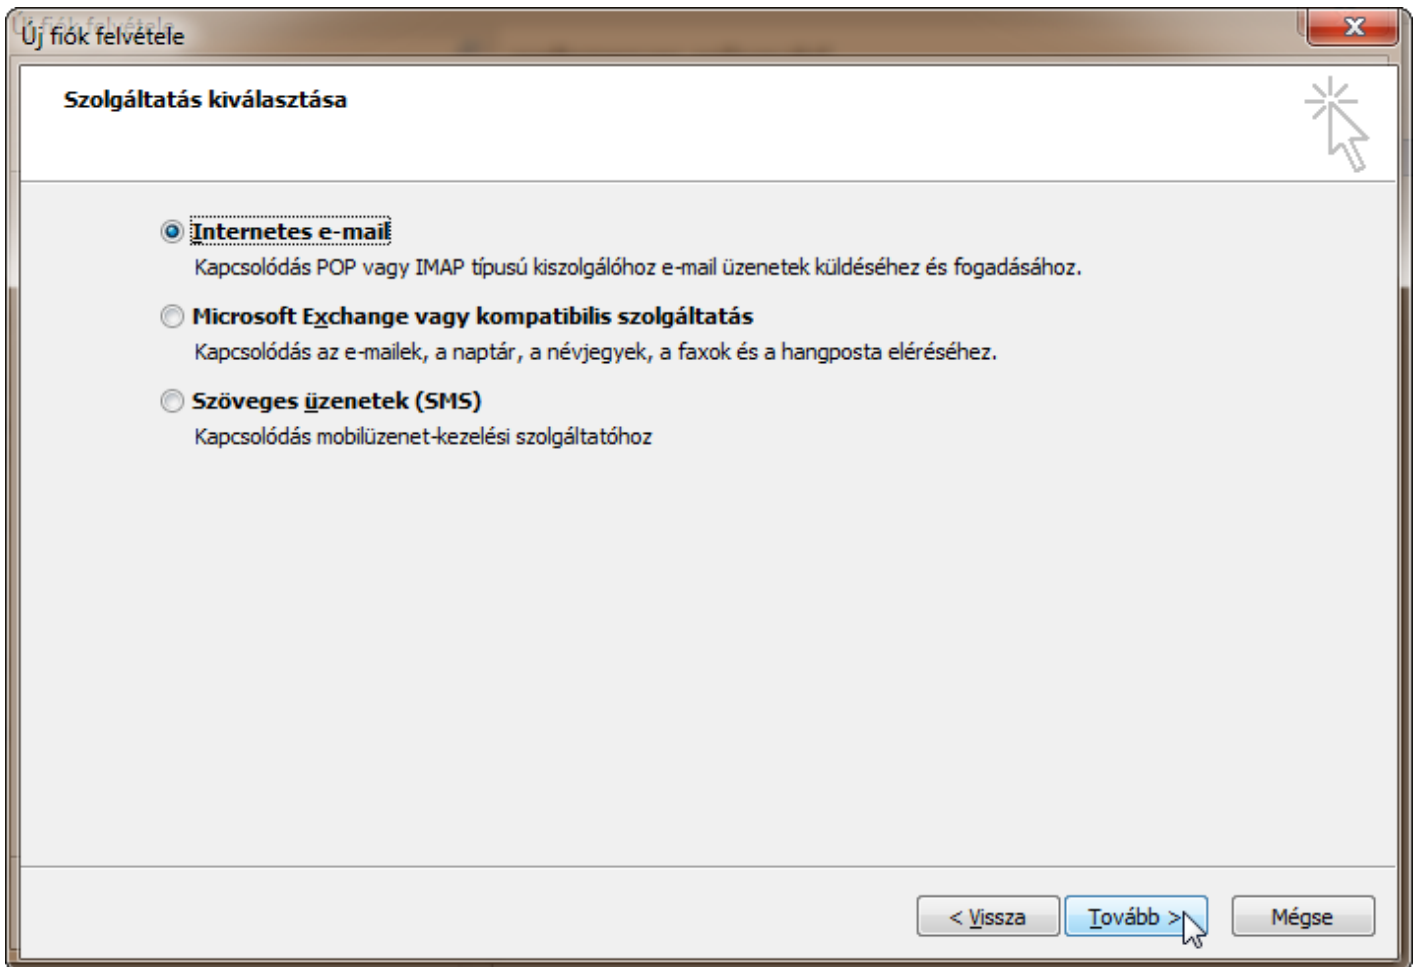 Új fiók felvétele
Szolgáltatás kiválasztása
Internetes e-mail
Kapcsolódás POP vagy IMAP típusú kiszolgálóhoz e-mail üzenetek küldéséhez és fogadásához.
Microsoft Exchange vagy kompatibilis szolgáltatás
Kapcsolódás az e-mailek, a naptár, a névjegyek, a faxok és a hangposta eléréséhez.
Szöveges üzenetek (SMS)
Kapcsolódás mobilüzenet-kezelési szolgáltatóhoz
< Vissza Tovább > Mégse